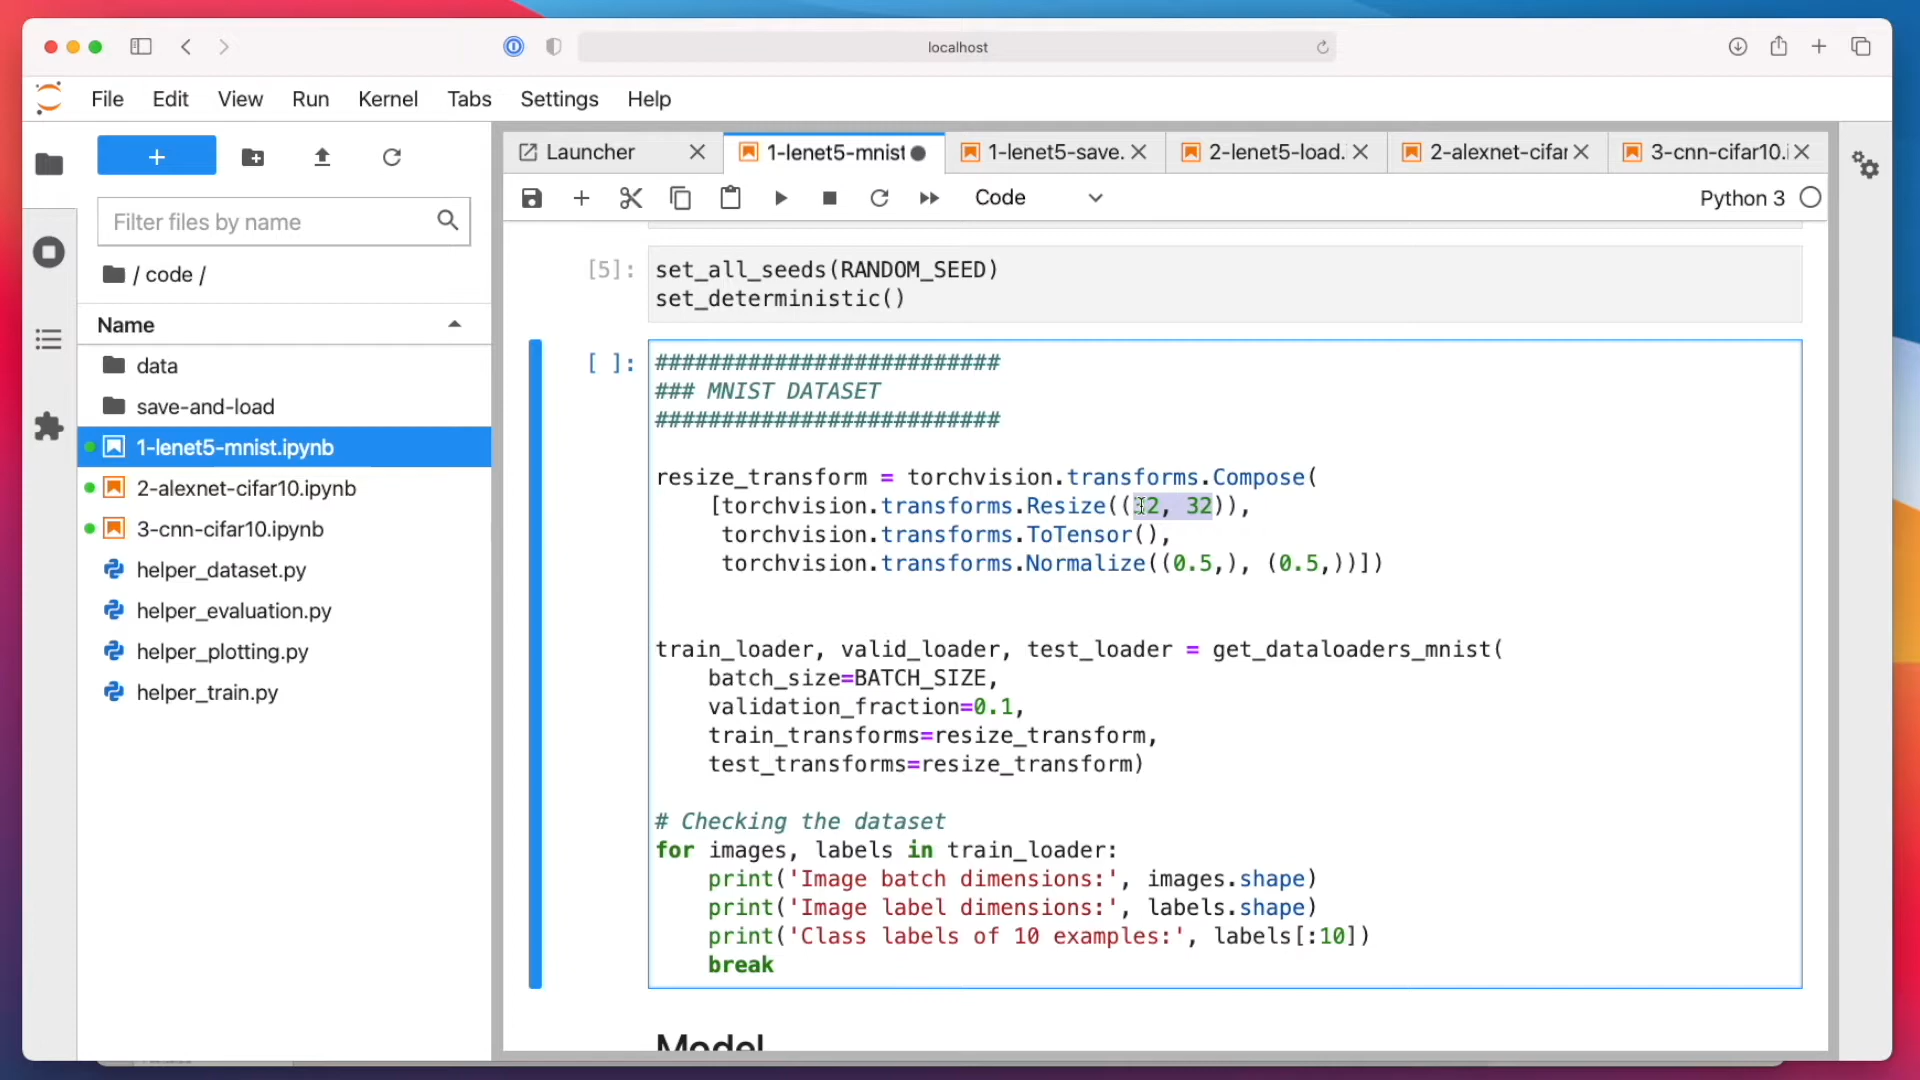 localhost
File Edit View Run Kernel Tabs Settings Help
Launcher 1-lenet5-mnist 1-lenet5-save. 2-lenet5-load. 2-alexnet-cifar 3-cnn-cifar10.i
+ Code Python 3
Filter files by name
/ code /
Name
data
save-and-load
1-lenet5-mnist.ipynb
2-alexnet-cifar10.ipynb
3-cnn-cifar10.ipynb
helper_dataset.py
helper_evaluation.py
helper_plotting.py
helper_train.py
[5]: set_all_seeds(RANDOM_SEED)
set_deterministic()
[ ]: ##########################
### MNIST DATASET
##########################
resize_transform = torchvision.transforms.Compose(
[torchvision.transforms.Resize((32, 32)),
torchvision.transforms.ToTensor(),
torchvision.transforms.Normalize((0.5,), (0.5,))])
train_loader, valid_loader, test_loader = get_dataloaders_mnist(
batch_size=BATCH_SIZE,
validation_fraction=0.1,
train_transforms=resize_transform,
test_transforms=resize_transform)
# Checking the dataset
for images, labels in train_loader:
print('Image batch dimensions:', images.shape)
print('Image label dimensions:', labels.shape)
print('Class labels of 10 examples:', labels[:10])
break
Model